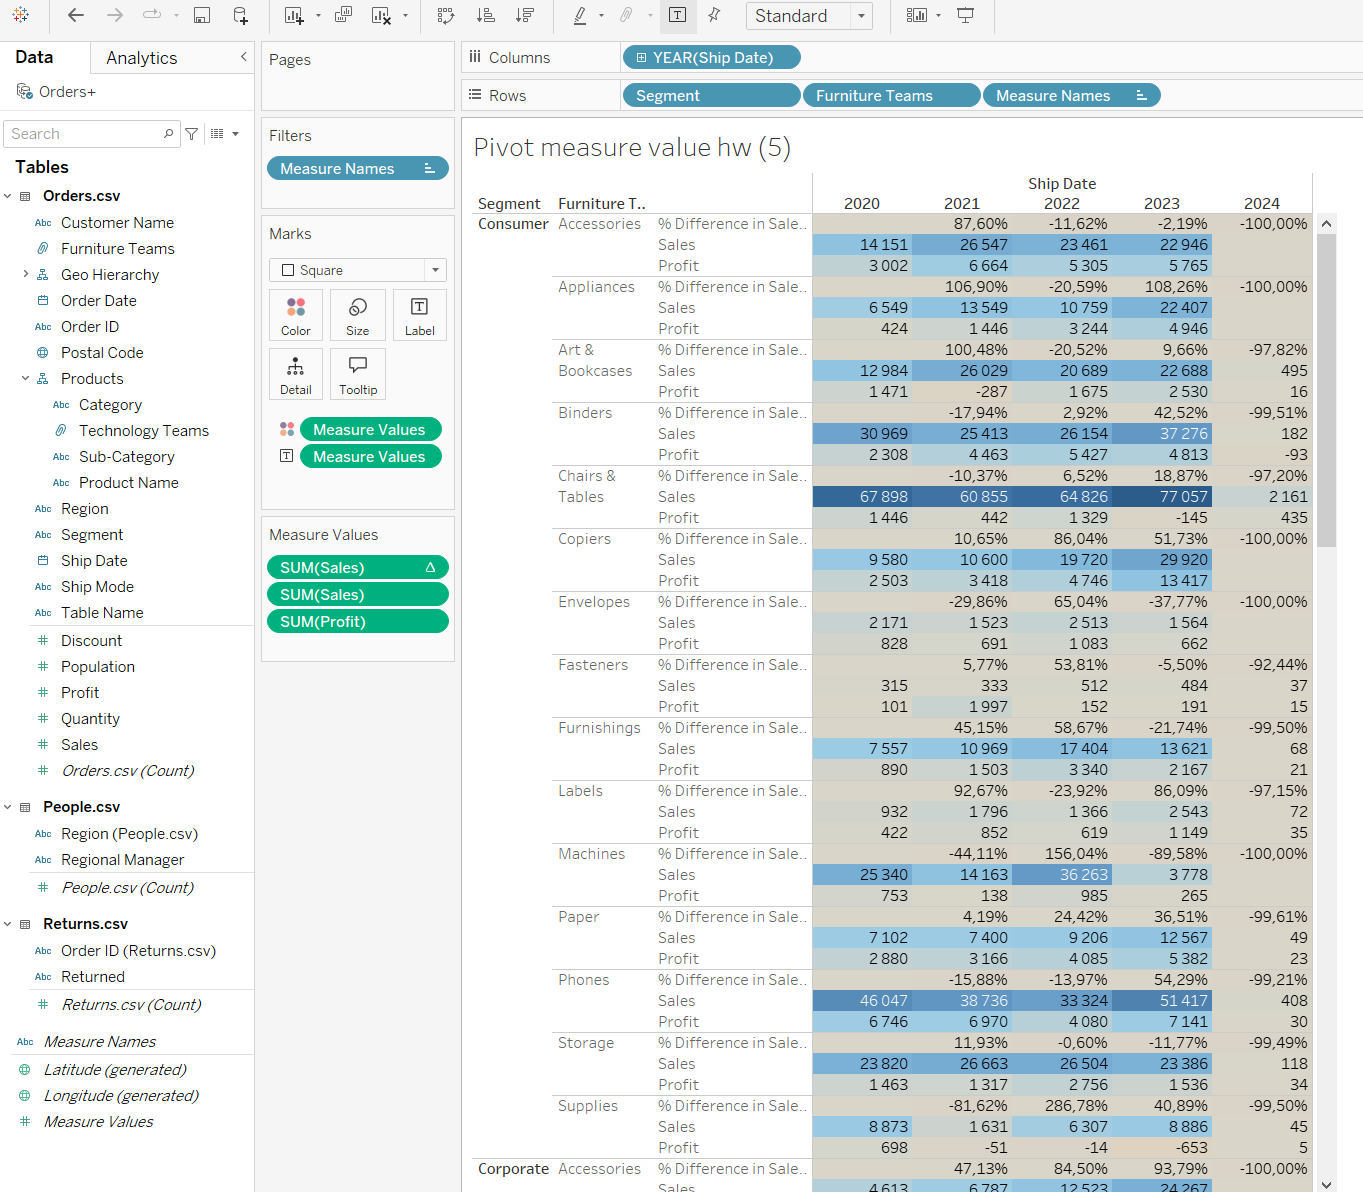 Standard
Data
Analytics
Orders+
Search
Tables
Orders.csv
Abc Customer Name
Furniture Teams
Geo Hierarchy
Order Date
Abc Order ID
Postal Code
Products
Abc Category
Technology Teams
Abc Sub-Category
Abc Product Name
Abc Region
Abc Segment
Ship Date
Abc Ship Mode
Abc Table Name
# Discount
# Population
# Profit
# Quantity
# Sales
# Orders.csv (Count)
People.csv
Abc Region (People.csv)
Abc Regional Manager
# People.csv (Count)
Returns.csv
Abc Order ID (Returns.csv)
Abc Returned
# Returns.csv (Count)
Abc Measure Names
Latitude (generated)
Longitude (generated)
# Measure Values
Pages
Filters
Measure Names
Marks
Square
Color Size Label
Detail Tooltip
Measure Values
Measure Values
Measure Values
SUM(Sales) Δ
SUM(Sales)
SUM(Profit)
Columns YEAR(Ship Date)
Rows Segment Furniture Teams Measure Names
Pivot measure value hw (5)
Ship Date
Segment Furniture T.. 2020 2021 2022 2023 2024
Consumer Accessories % Difference in Sale.. 87,60% -11,62% -2,19% -100,00%
Sales 14 151 26 547 23 461 22 946
Profit 3 002 6 664 5 305 5 765
Appliances % Difference in Sale.. 106,90% -20,59% 108,26% -100,00%
Sales 6 549 13 549 10 759 22 407
Profit 424 1 446 3 244 4 946
Art & % Difference in Sale.. 100,48% -20,52% 9,66% -97,82%
Bookcases Sales 12 984 26 029 20 689 22 688 495
Profit 1 471 -287 1 675 2 530 16
Binders % Difference in Sale.. -17,94% 2,92% 42,52% -99,51%
Sales 30 969 25 413 26 154 37 276 182
Profit 2 308 4 463 5 427 4 813 -93
Chairs & % Difference in Sale.. -10,37% 6,52% 18,87% -97,20%
Tables Sales 67 898 60 855 64 826 77 057 2 161
Profit 1 446 442 1 329 -145 435
Copiers % Difference in Sale.. 10,65% 86,04% 51,73% -100,00%
Sales 9 580 10 600 19 720 29 920
Profit 2 503 3 418 4 746 13 417
Envelopes % Difference in Sale.. -29,86% 65,04% -37,77% -100,00%
Sales 2 171 1 523 2 513 1 564
Profit 828 691 1 083 662
Fasteners % Difference in Sale.. 5,77% 53,81% -5,50% -92,44%
Sales 315 333 512 484 37
Profit 101 1 997 152 191 15
Furnishings % Difference in Sale.. 45,15% 58,67% -21,74% -99,50%
Sales 7 557 10 969 17 404 13 621 68
Profit 890 1 503 3 340 2 167 21
Labels % Difference in Sale.. 92,67% -23,92% 86,09% -97,15%
Sales 932 1 796 1 366 2 543 72
Profit 422 852 619 1 149 35
Machines % Difference in Sale.. -44,11% 156,04% -89,58% -100,00%
Sales 25 340 14 163 36 263 3 778
Profit 753 138 985 265
Paper % Difference in Sale.. 4,19% 24,42% 36,51% -99,61%
Sales 7 102 7 400 9 206 12 567 49
Profit 2 880 3 166 4 085 5 382 23
Phones % Difference in Sale.. -15,88% -13,97% 54,29% -99,21%
Sales 46 047 38 736 33 324 51 417 408
Profit 6 746 6 970 4 080 7 141 30
Storage % Difference in Sale.. 11,93% -0,60% -11,77% -99,49%
Sales 23 820 26 663 26 504 23 386 118
Profit 1 463 1 317 2 756 1 536 34
Supplies % Difference in Sale.. -81,62% 286,78% 40,89% -99,50%
Sales 8 873 1 631 6 307 8 886 45
Profit 698 -51 -14 -653 5
Corporate Accessories % Difference in Sale.. 47,13% 84,50% 93,79% -100,00%
Sales 4 613 6 787 12 523 24 267